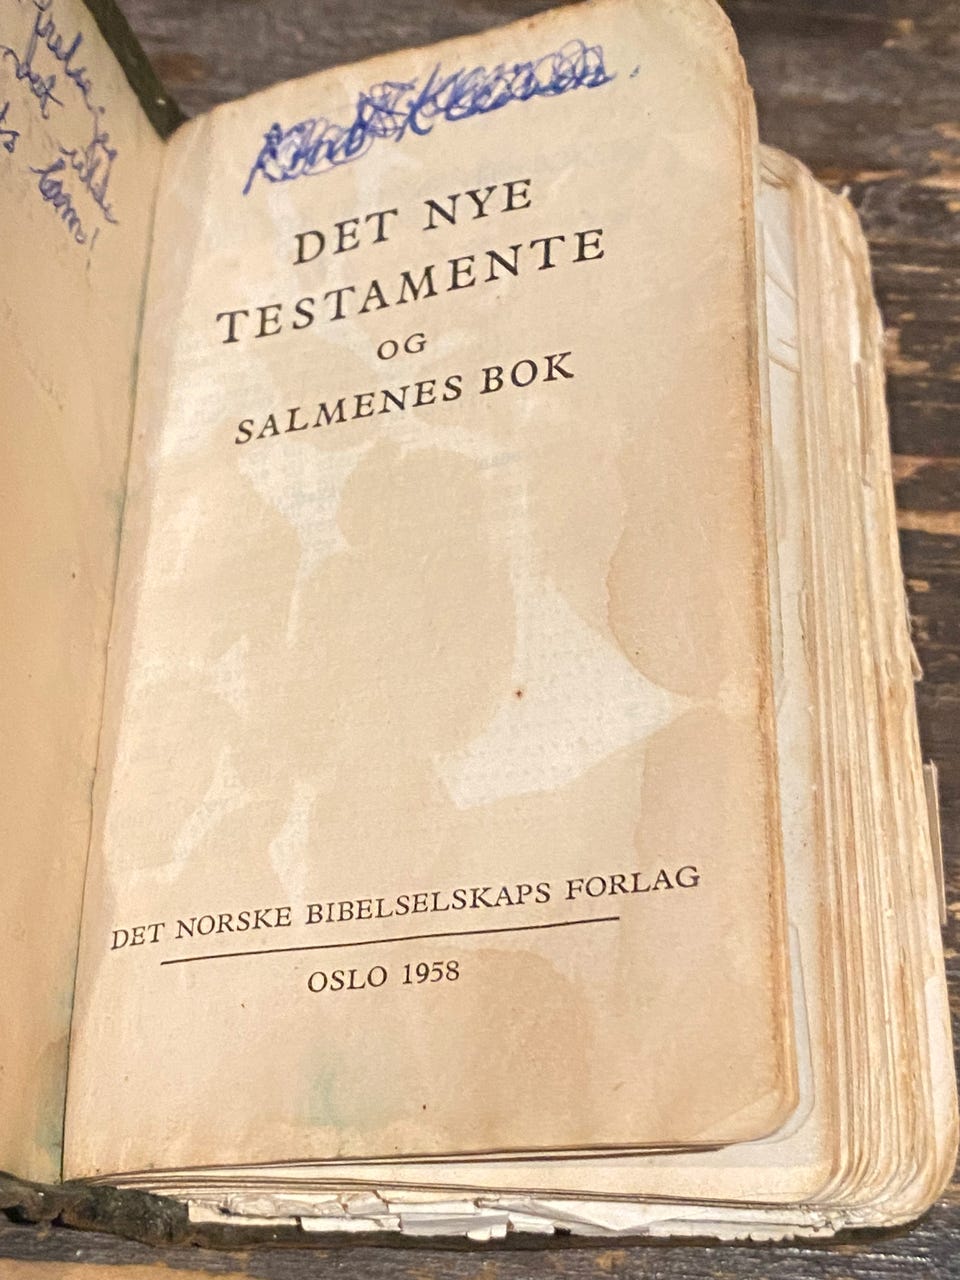 DET NYE
TESTAMENTE
OG
SALMENES BOK
DET NORSKE BIBELSELSKAPS FORLAG
OSLO 1958